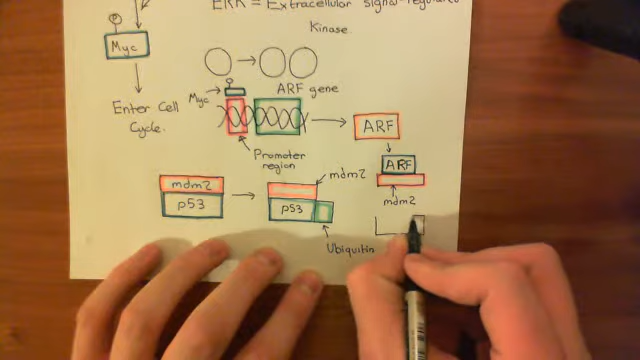 ERK = Extracellular signal-regulated
Kinase.
P
Myc
Enter Cell
Cycle.
Myc
ARF gene
Promoter
region
ARF
ARF
mdm2
mdm2
p53
mdm2
p53
Ubiquitin